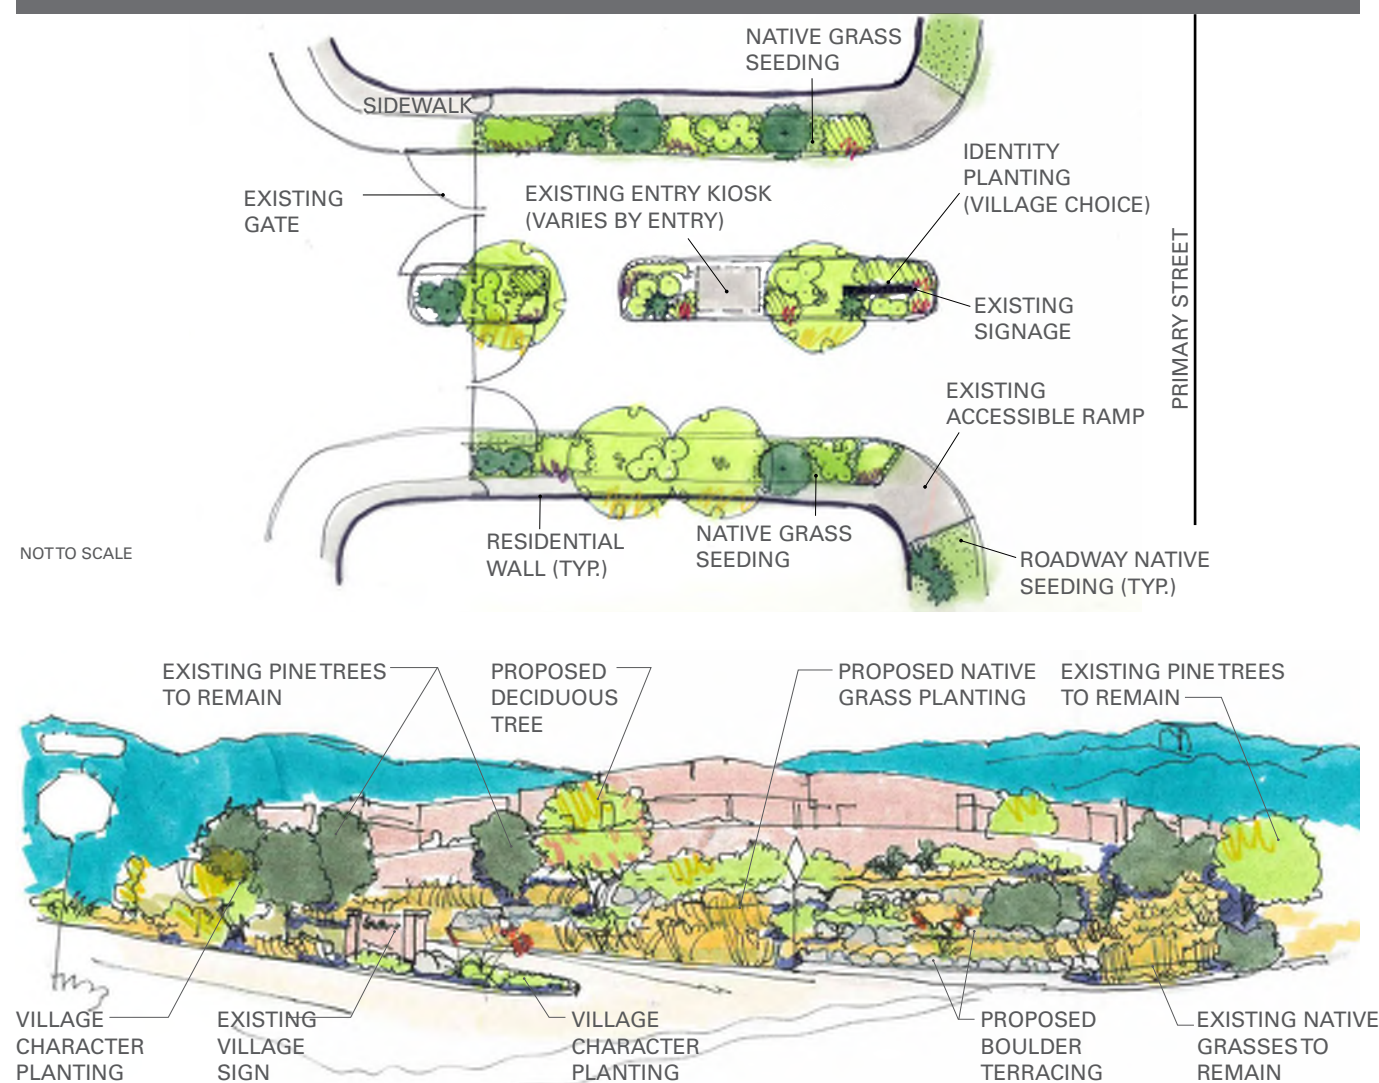 NATIVE GRASS
SEEDING
SIDEWALK
IDENTITY
PLANTING
(VILLAGE CHOICE)
EXISTING
GATE
EXISTING ENTRY KIOSK
(VARIES BY ENTRY)
PRIMARY STREET
EXISTING
SIGNAGE
EXISTING
ACCESSIBLE RAMP
RESIDENTIAL
WALL (TYP.)
NATIVE GRASS
SEEDING
NOT TO SCALE
ROADWAY NATIVE
SEEDING (TYP.)
EXISTING PINE TREES
TO REMAIN
PROPOSED
DECIDUOUS
TREE
PROPOSED NATIVE
GRASS PLANTING
EXISTING PINE TREES
TO REMAIN
VILLAGE
CHARACTER
PLANTING
EXISTING
VILLAGE
SIGN
VILLAGE
CHARACTER
PLANTING
PROPOSED
BOULDER
TERRACING
EXISTING NATIVE
GRASSES TO
REMAIN